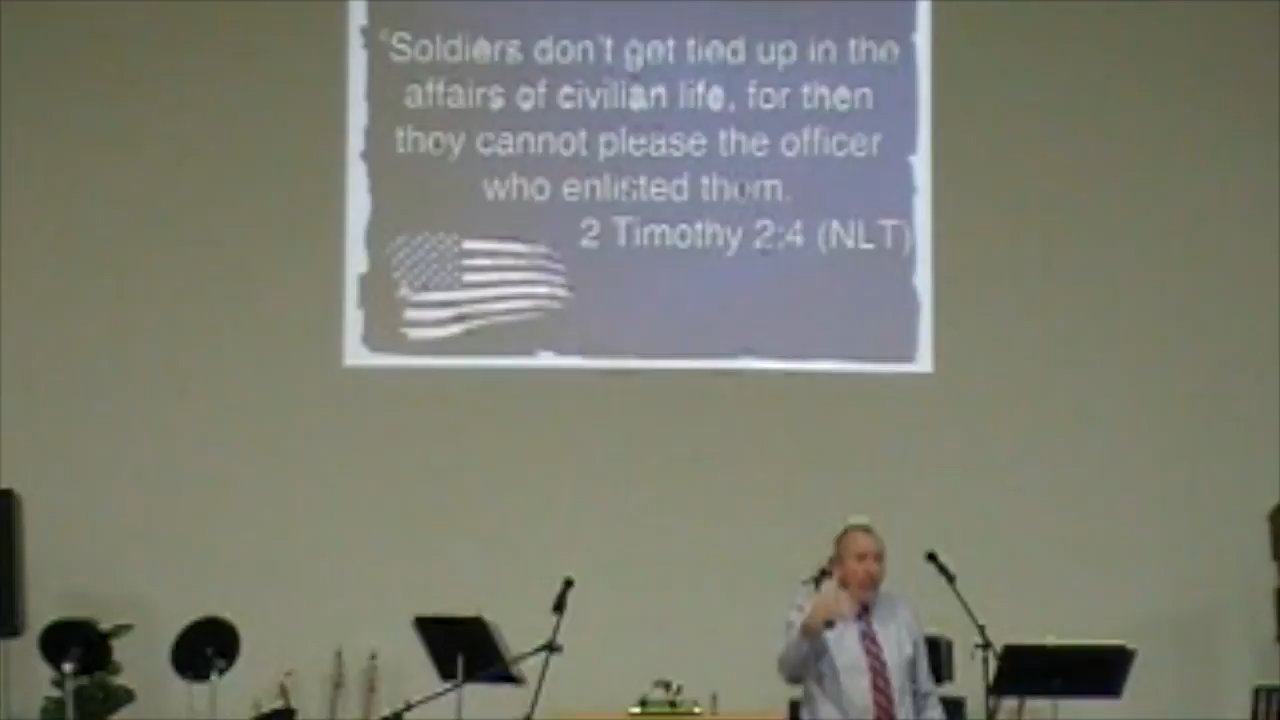 "Soldiers don't get tied up in the
affairs of civilian life, for then
they cannot please the officer
who enlisted them.
2 Timothy 2:4 (NLT)